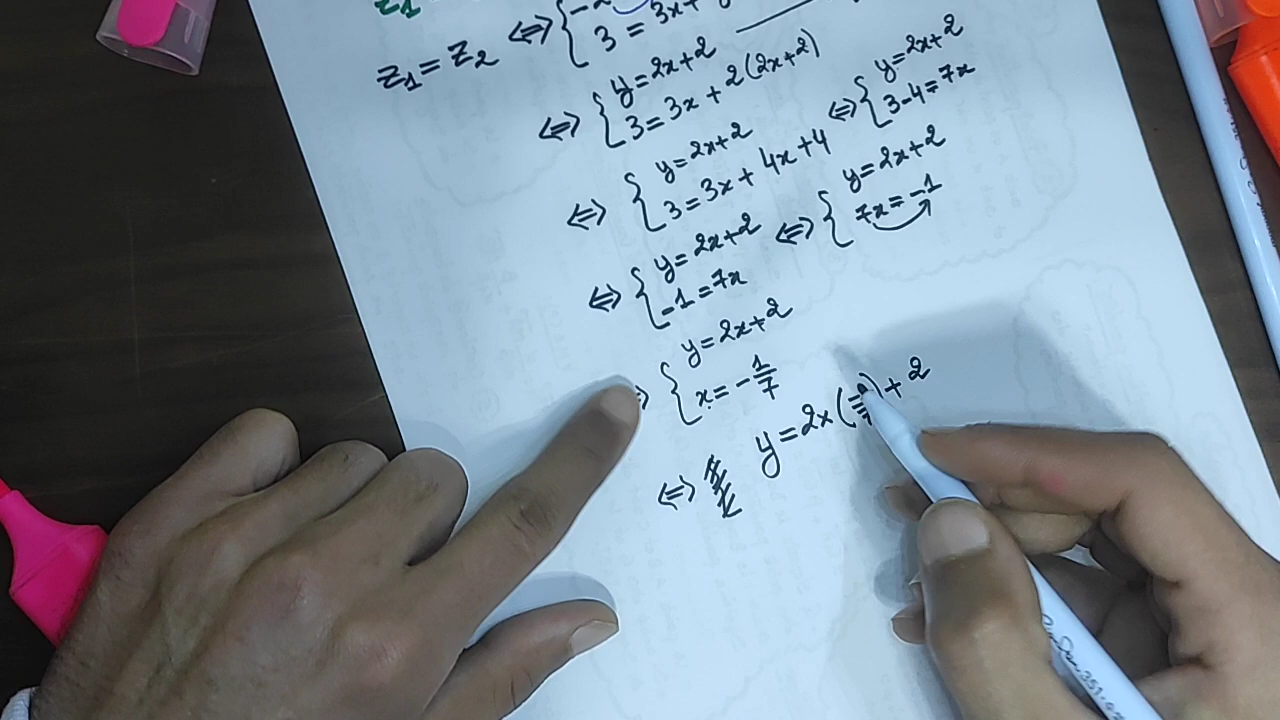 z₁ = z₂ ⇔ { 3 = 3x +
⇔ { y = 2x + 2
3 = 3x + 2(2x + 2)
⇔ { y = 2x + 2
3 = 3x + 4x + 4
⇔ { y = 2x + 2
3 - 4 = 7x
⇔ { y = 2x + 2
-1 = 7x
⇔ { y = 2x + 2
7x = -1
{ y = 2x + 2
x = -1/7
⇔ y = 2x( ) + 2